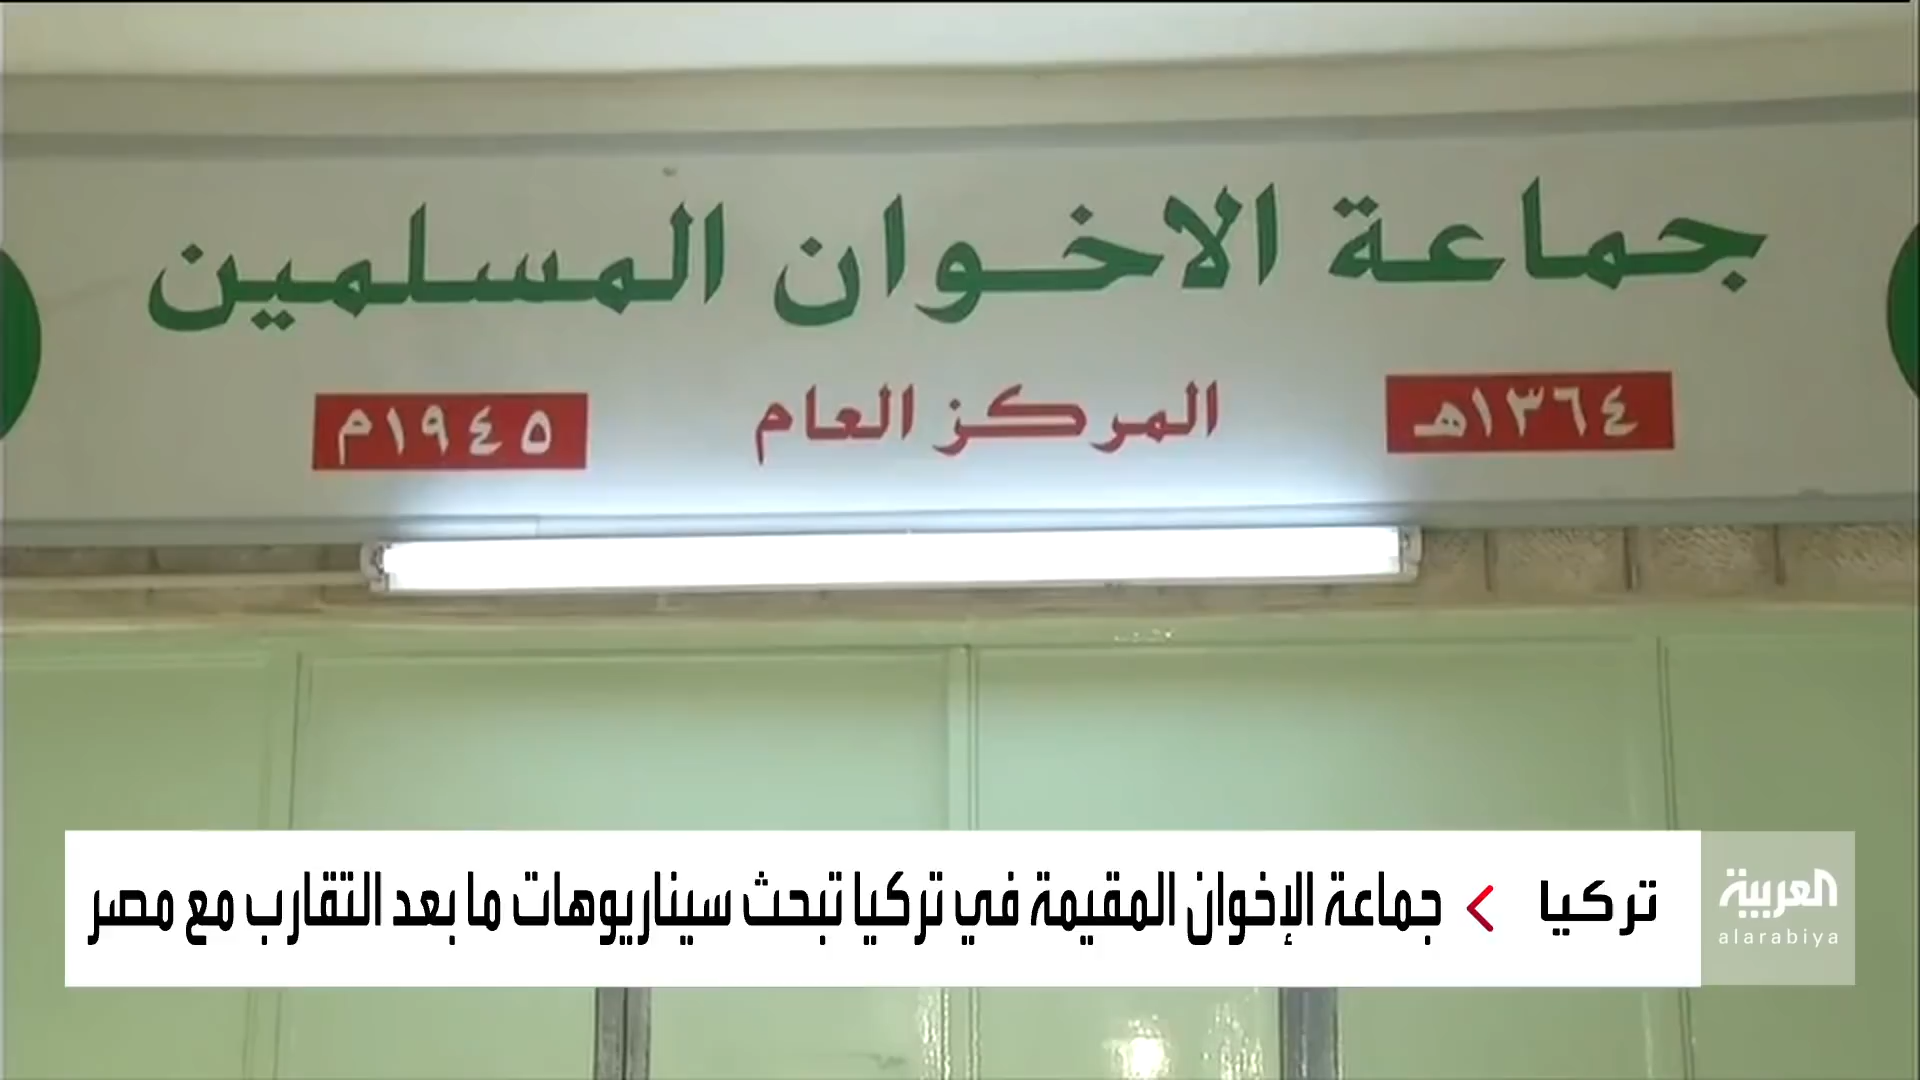 جماعة الاخوان المسلمين
١٣٦٤هـ المركز العام ١٩٤٥م
العربية
alarabiya
تركيا > جماعة الإخوان المقيمة في تركيا تبحث سيناريوهات ما بعد التقارب مع مصر